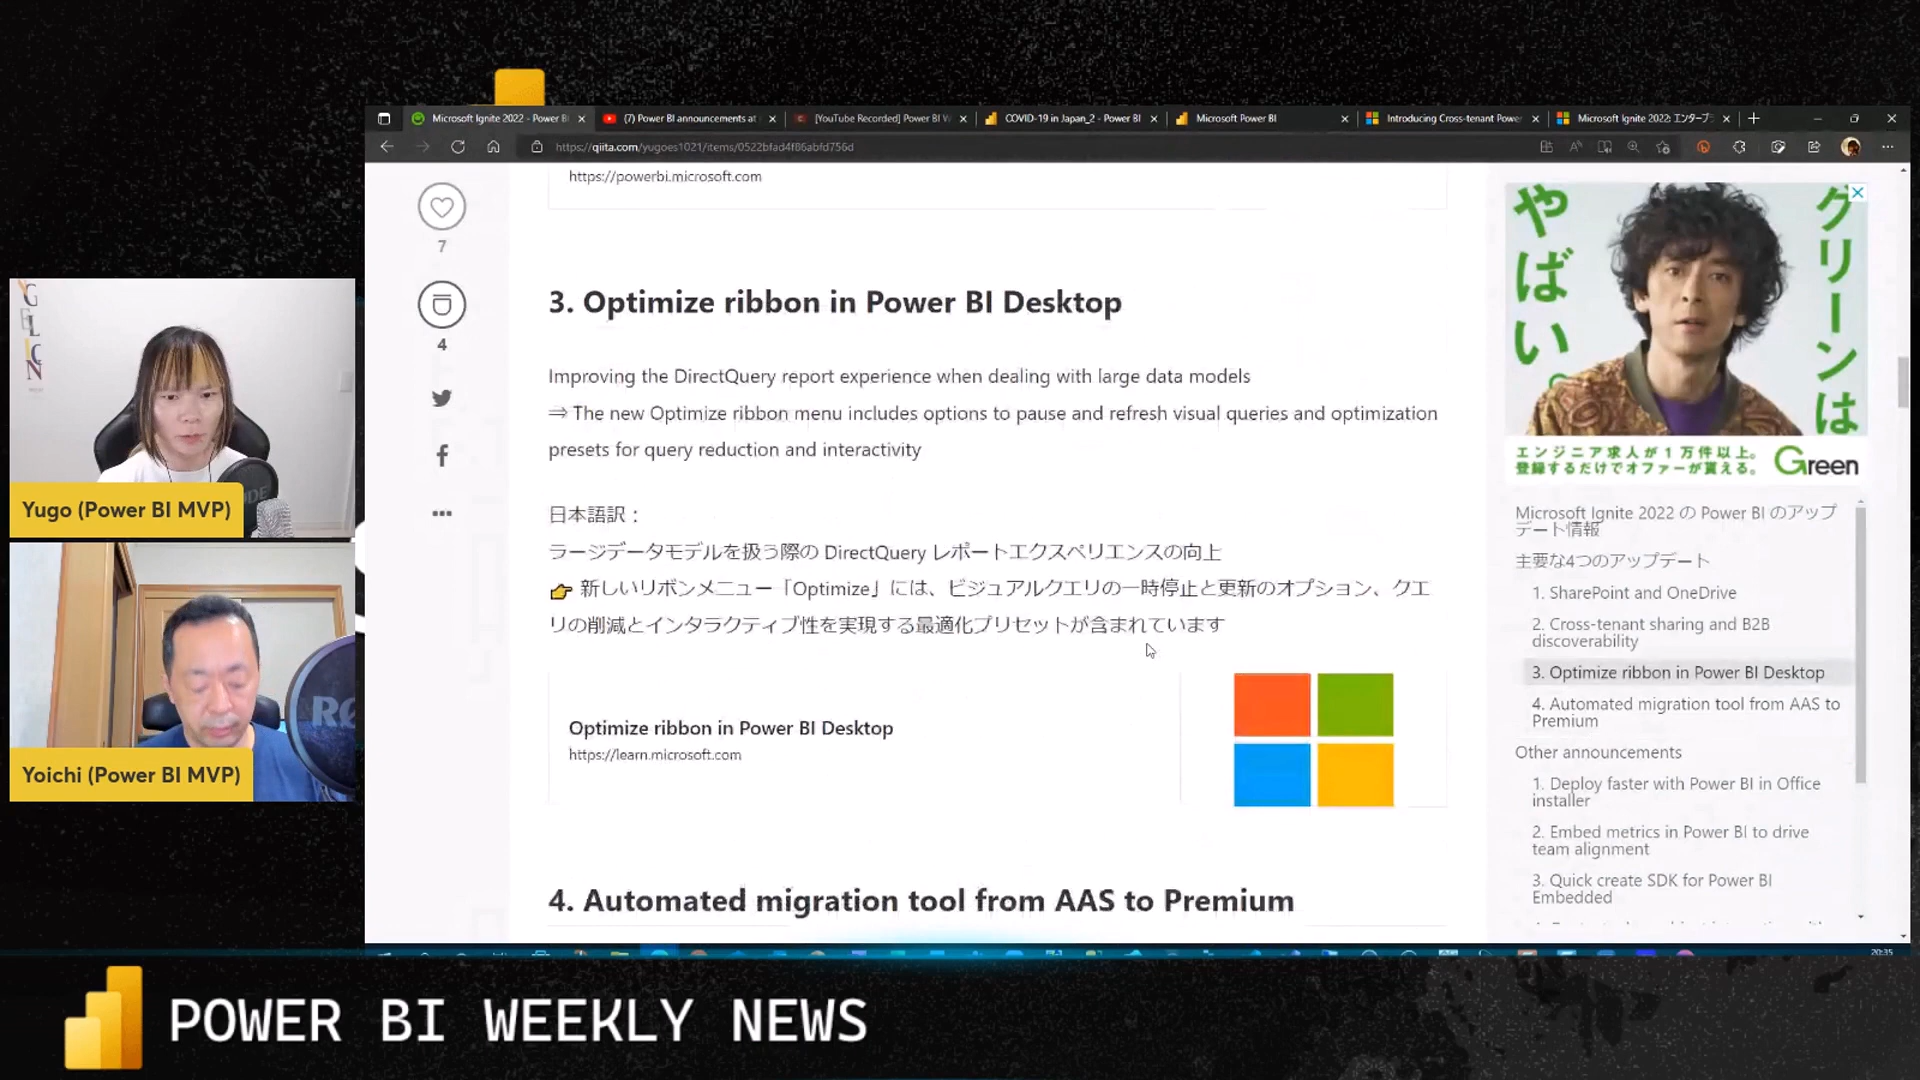 Microsoft Ignite 2022 - Power BI
(7) Power BI announcements at
[YouTube Recorded] Power BI W
COVID-19 in Japan_2 - Power BI
Microsoft Power BI
Introducing Cross-tenant Power
Microsoft Ignite 2022: エンタープラ
https://qiita.com/yugoes1021/items/0522bfad4f86abfd756d
https://powerbi.microsoft.com
7
4
3. Optimize ribbon in Power BI Desktop
Improving the DirectQuery report experience when dealing with large data models
⇒ The new Optimize ribbon menu includes options to pause and refresh visual queries and optimization
presets for query reduction and interactivity
日本語訳：
ラージデータモデルを扱う際の DirectQuery レポートエクスペリエンスの向上
👉 新しいリボンメニュー「Optimize」には、ビジュアルクエリの一時停止と更新のオプション、クエ
リの削減とインタラクティブ性を実現する最適化プリセットが含まれています
Optimize ribbon in Power BI Desktop
https://learn.microsoft.com
4. Automated migration tool from AAS to Premium
グリーンは
やばい。
エンジニア求人が1万件以上。
登録するだけでオファーが貰える。
Green
Microsoft Ignite 2022 の Power BI のアップ
デート情報
主要な4つのアップデート
1. SharePoint and OneDrive
2. Cross-tenant sharing and B2B
discoverability
3. Optimize ribbon in Power BI Desktop
4. Automated migration tool from AAS to
Premium
Other announcements
1. Deploy faster with Power BI in Office
installer
2. Embed metrics in Power BI to drive
team alignment
3. Quick create SDK for Power BI
Embedded
20:35
Yugo (Power BI MVP)
Yoichi (Power BI MVP)
POWER BI WEEKLY NEWS